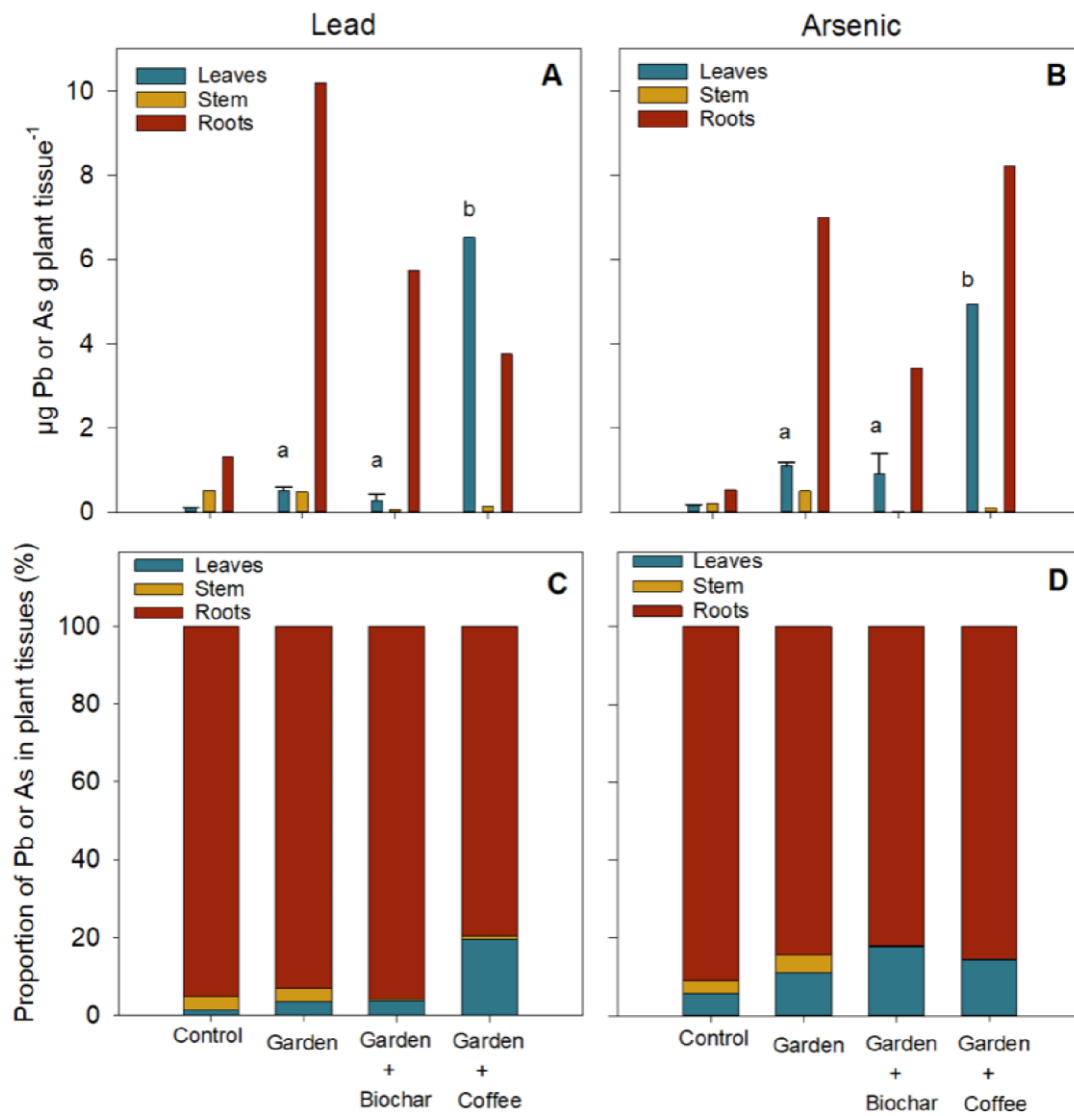 Lead
Arsenic
µg Pb or As g plant tissue-1
A
Leaves
Stem
Roots
10
8
6
4
2
0
a
a
b
B
Leaves
Stem
Roots
a
a
b
Proportion of Pb or As in plant tissues (%)
C
Leaves
Stem
Roots
100
80
60
40
20
0
Control
Garden
Garden
+
Biochar
Garden
+
Coffee
D
Leaves
Stem
Roots
Control
Garden
Garden
+
Biochar
Garden
+
Coffee